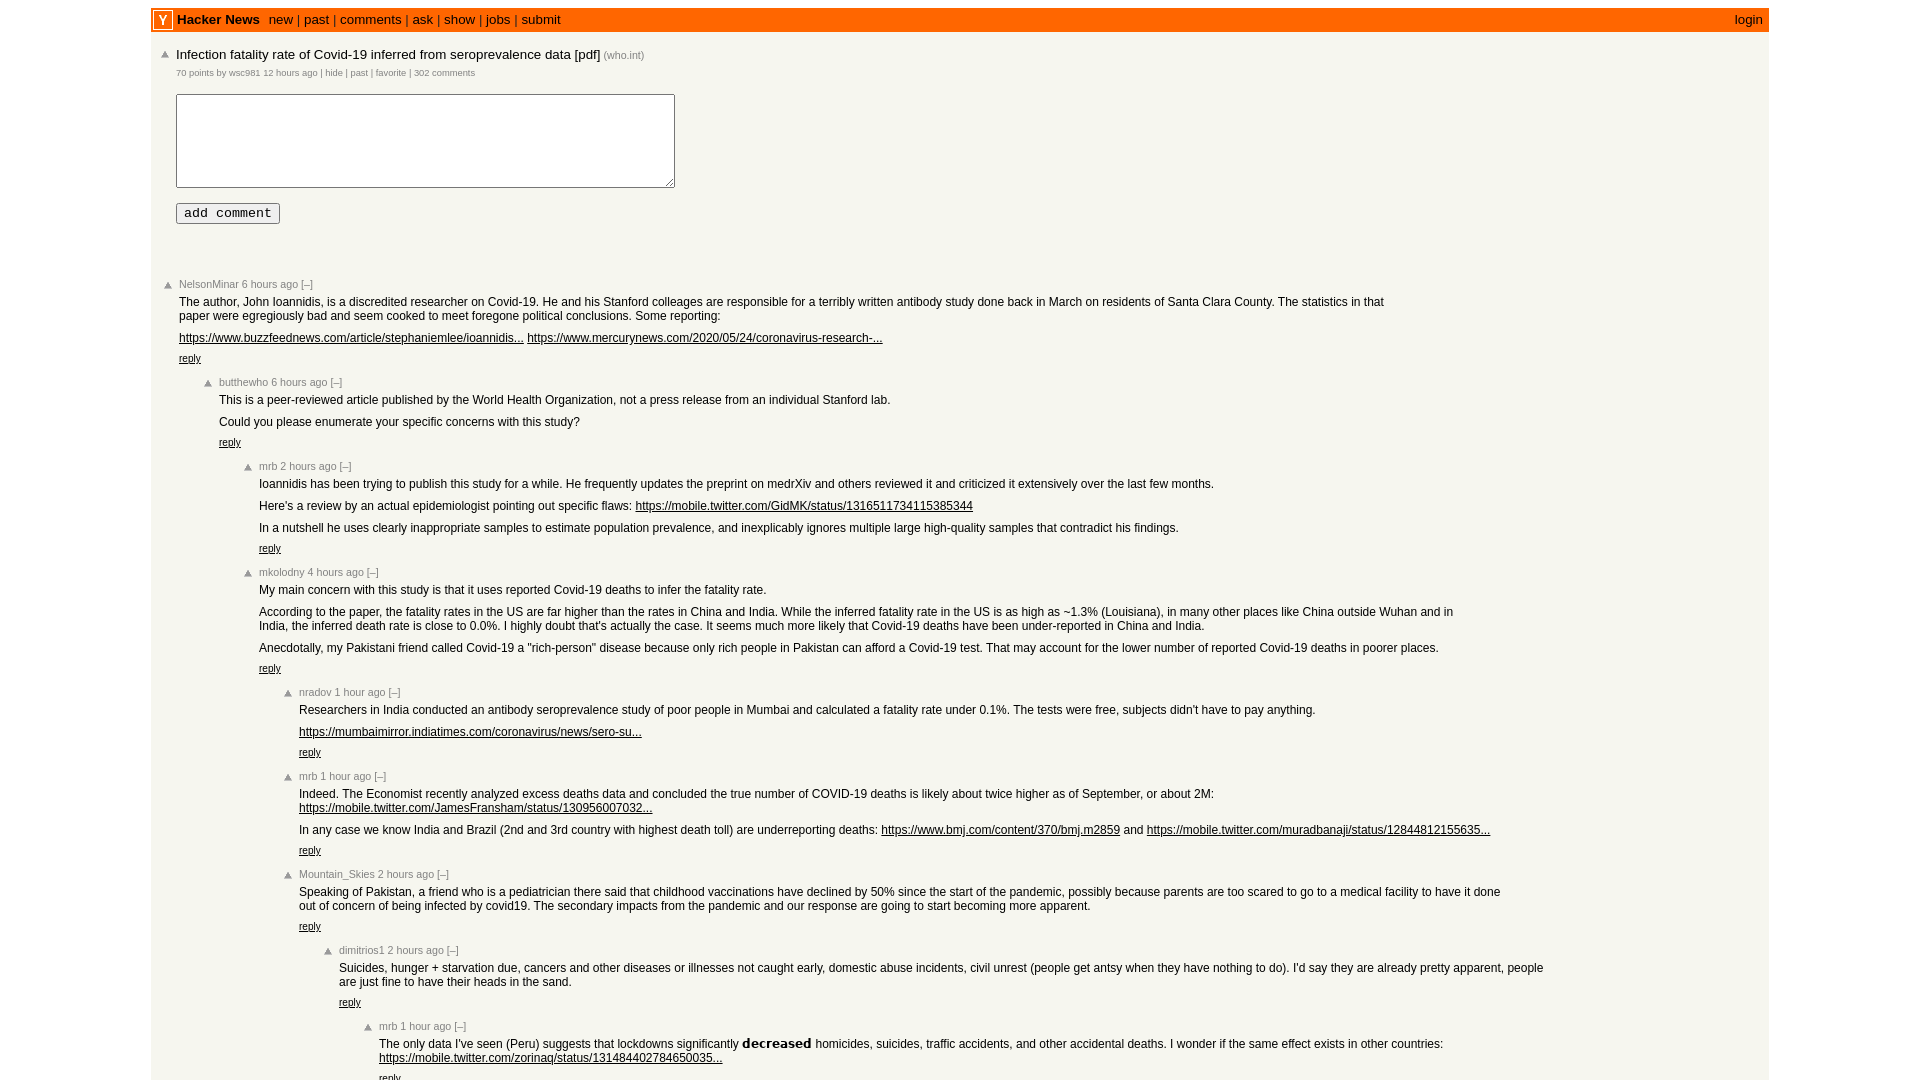 Y Hacker News new | past | comments | ask | show | jobs | submit login
Infection fatality rate of Covid-19 inferred from seroprevalence data [pdf] (who.int)
70 points by wsc981 12 hours ago | hide | past | favorite | 302 comments
add comment
NelsonMinar 6 hours ago [–]
The author, John Ioannidis, is a discredited researcher on Covid-19. He and his Stanford colleages are responsible for a terribly written antibody study done back in March on residents of Santa Clara County. The statistics in that
paper were egregiously bad and seem cooked to meet foregone political conclusions. Some reporting:
https://www.buzzfeednews.com/article/stephaniemlee/ioannidis... https://www.mercurynews.com/2020/05/24/coronavirus-research-...
reply
butthewho 6 hours ago [–]
This is a peer-reviewed article published by the World Health Organization, not a press release from an individual Stanford lab.
Could you please enumerate your specific concerns with this study?
reply
mrb 2 hours ago [–]
Ioannidis has been trying to publish this study for a while. He frequently updates the preprint on medrXiv and others reviewed it and criticized it extensively over the last few months.
Here's a review by an actual epidemiologist pointing out specific flaws: https://mobile.twitter.com/GidMK/status/1316511734115385344
In a nutshell he uses clearly inappropriate samples to estimate population prevalence, and inexplicably ignores multiple large high-quality samples that contradict his findings.
reply
mkolodny 4 hours ago [–]
My main concern with this study is that it uses reported Covid-19 deaths to infer the fatality rate.
According to the paper, the fatality rates in the US are far higher than the rates in China and India. While the inferred fatality rate in the US is as high as ~1.3% (Louisiana), in many other places like China outside Wuhan and in
India, the inferred death rate is close to 0.0%. I highly doubt that's actually the case. It seems much more likely that Covid-19 deaths have been under-reported in China and India.
Anecdotally, my Pakistani friend called Covid-19 a "rich-person" disease because only rich people in Pakistan can afford a Covid-19 test. That may account for the lower number of reported Covid-19 deaths in poorer places.
reply
nradov 1 hour ago [–]
Researchers in India conducted an antibody seroprevalence study of poor people in Mumbai and calculated a fatality rate under 0.1%. The tests were free, subjects didn't have to pay anything.
https://mumbaimirror.indiatimes.com/coronavirus/news/sero-su...
reply
mrb 1 hour ago [–]
Indeed. The Economist recently analyzed excess deaths data and concluded the true number of COVID-19 deaths is likely about twice higher as of September, or about 2M:
https://mobile.twitter.com/JamesFransham/status/130956007032...
In any case we know India and Brazil (2nd and 3rd country with highest death toll) are underreporting deaths: https://www.bmj.com/content/370/bmj.m2859 and https://mobile.twitter.com/muradbanaji/status/12844812155635...
reply
Mountain_Skies 2 hours ago [–]
Speaking of Pakistan, a friend who is a pediatrician there said that childhood vaccinations have declined by 50% since the start of the pandemic, possibly because parents are too scared to go to a medical facility to have it done
out of concern of being infected by covid19. The secondary impacts from the pandemic and our response are going to start becoming more apparent.
reply
dimitrios1 2 hours ago [–]
Suicides, hunger + starvation due, cancers and other diseases or illnesses not caught early, domestic abuse incidents, civil unrest (people get antsy when they have nothing to do). I'd say they are already pretty apparent, people
are just fine to have their heads in the sand.
reply
mrb 1 hour ago [–]
The only data I've seen (Peru) suggests that lockdowns significantly 𝗱𝗲𝗰𝗿𝗲𝗮𝘀𝗲𝗱 homicides, suicides, traffic accidents, and other accidental deaths. I wonder if the same effect exists in other countries:
https://mobile.twitter.com/zorinaq/status/131484402784650035...
reply